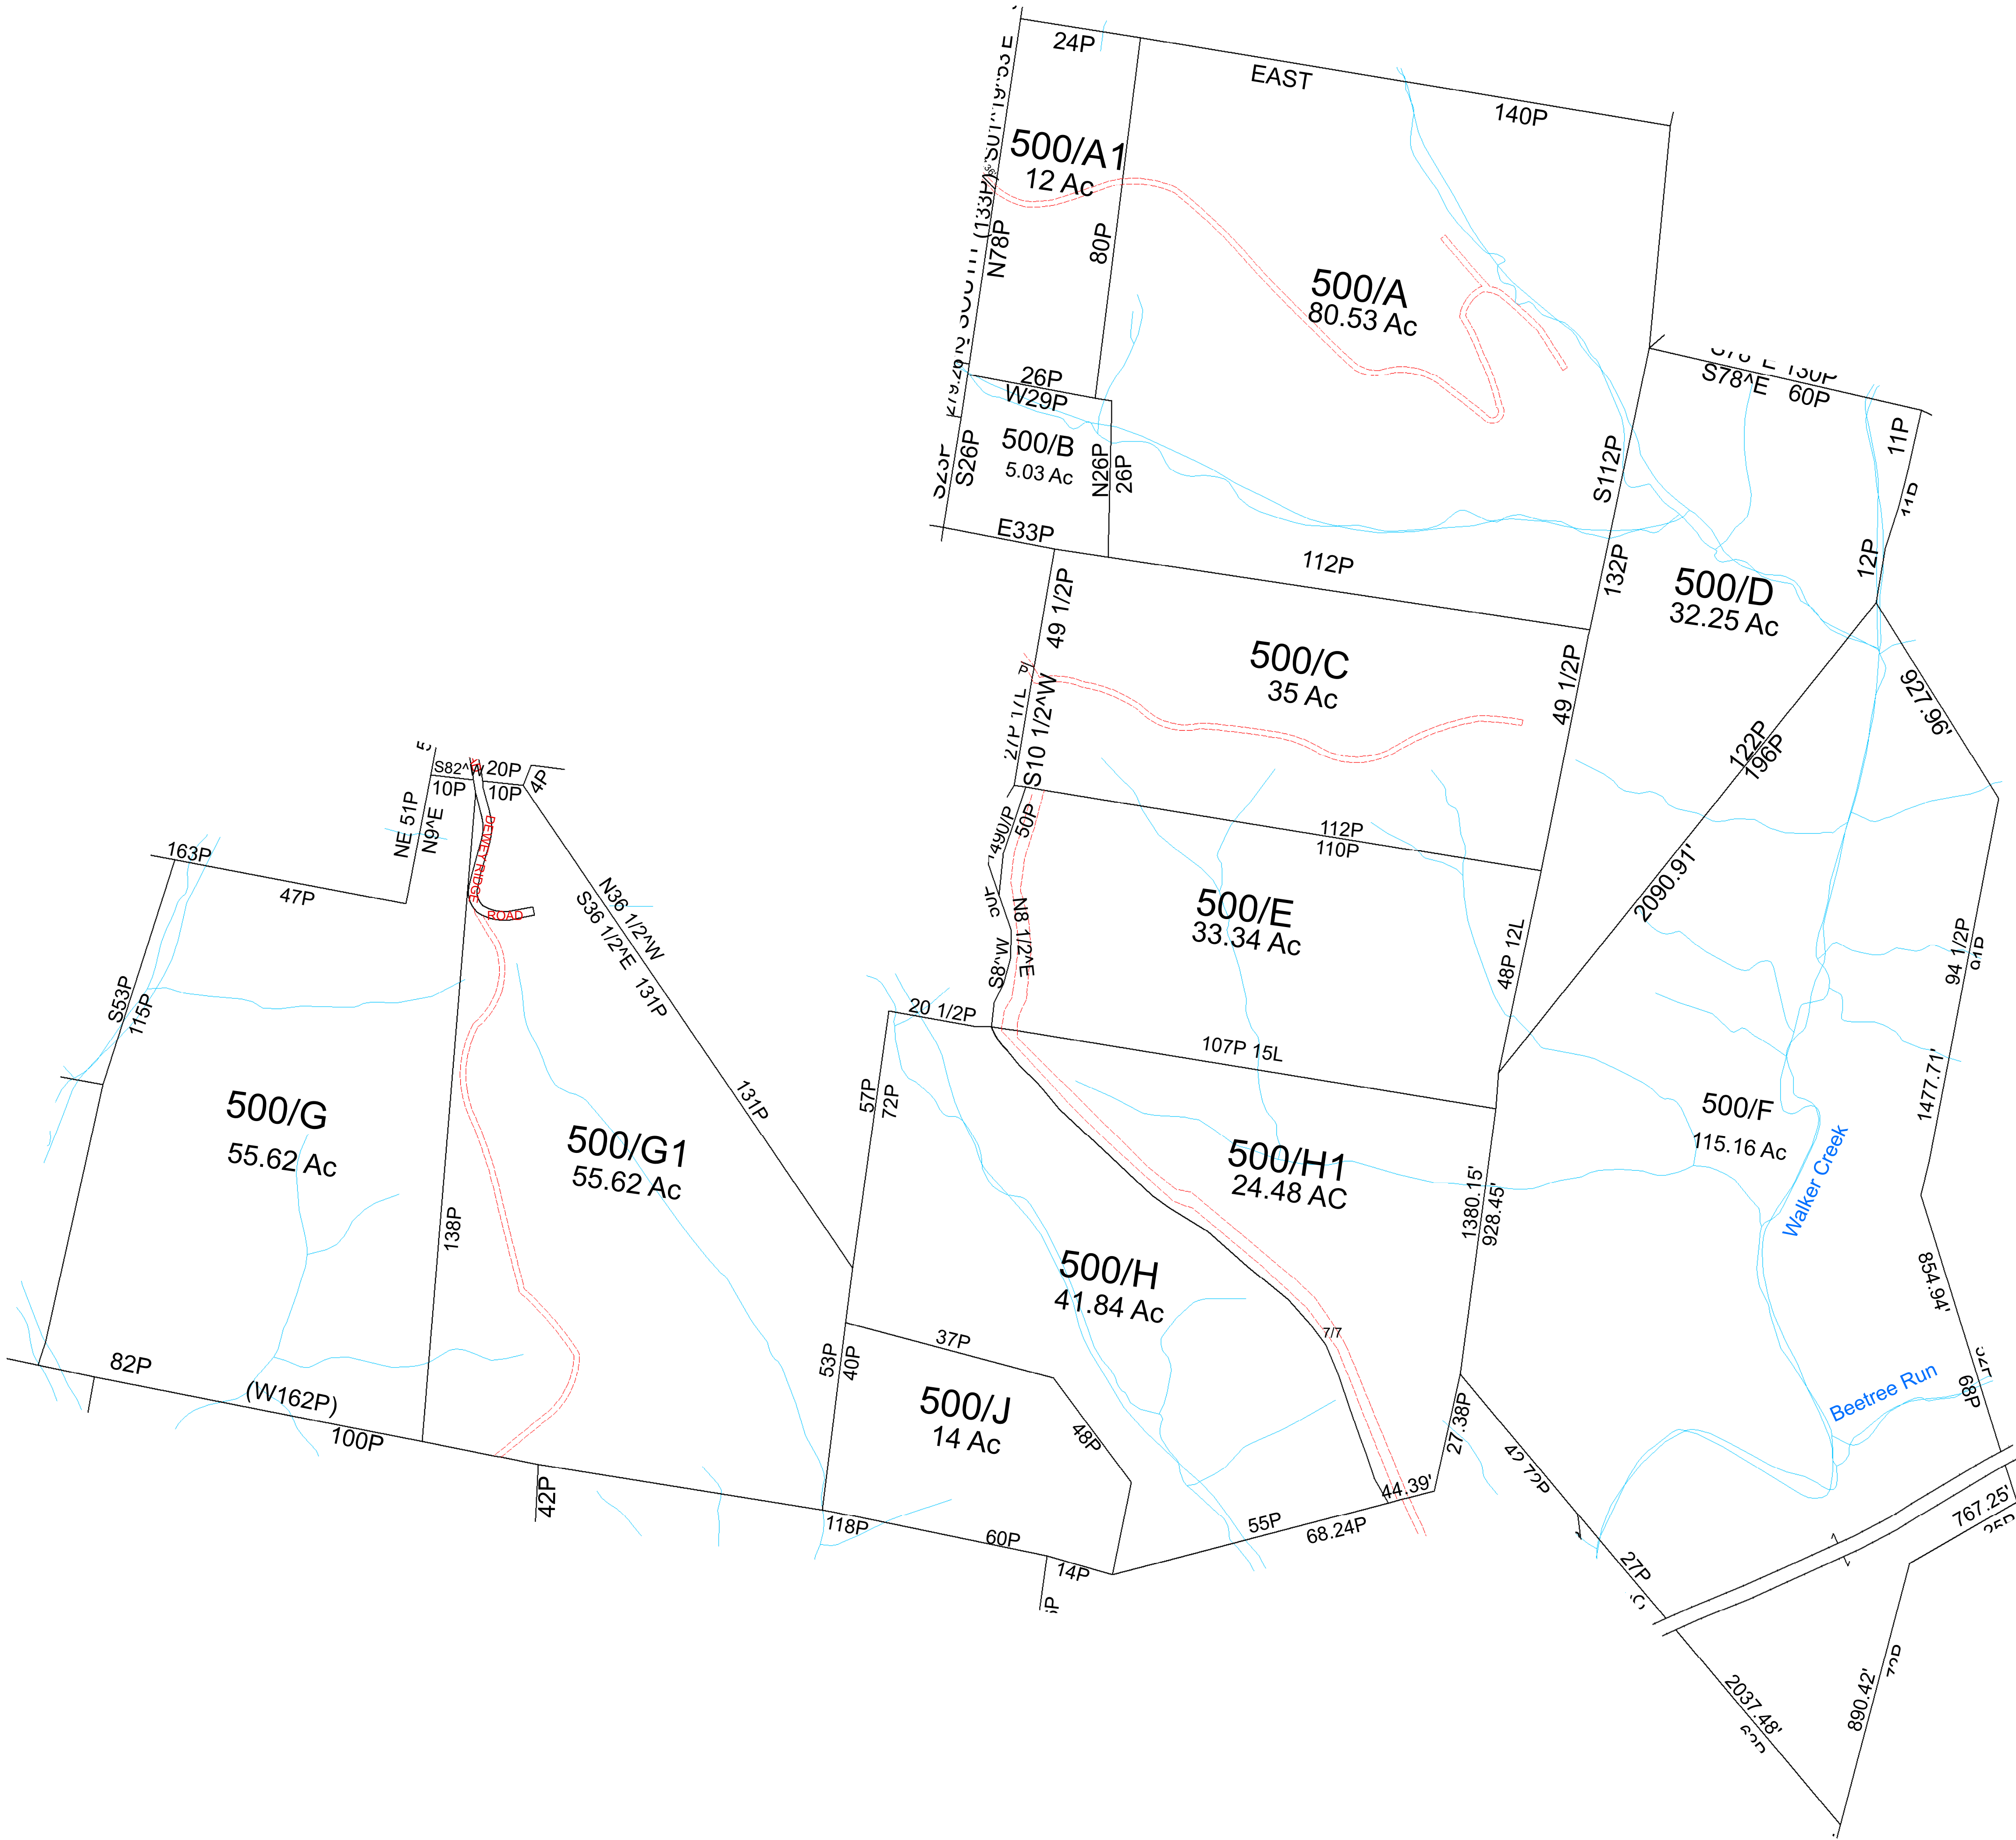 24P
EAST
140P
500/A1
12 Ac
N78P
80P
500/A
80.53 Ac
26P
W29P
500/B
5.03 Ac
S26P
N26P
26P
E33P
112P
S112P
132P
S78^E 60P
11P
12P
500/D
32.25 Ac
49 1/2P
500/C
35 Ac
49 1/2P
S10 1/2^W
927.96'
122P
196P
2090.91'
S82^W
20P
10P
10P
4P
NE 51P
N9^E
DEWEY RIDGE
ROAD
163P
47P
N36 1/2^W
S36 1/2^E 131P
131P
50P
112P
110P
500/E
33.34 Ac
N8 1/2^E
S8^W
48P 12L
94 1/2P
S53P
115P
20 1/2P
107P 15L
57P
72P
500/G
55.62 Ac
500/G1
55.62 Ac
500/H1
24.48 AC
500/F
115.16 Ac
1477.71'
Walker Creek
1380.15'
928.45'
138P
500/H
41.84 Ac
854.94'
7/7
37P
53P
40P
82P
(W162P)
100P
500/J
14 Ac
48P
27.38P
Beetree Run
68P
42P
44.39'
118P
60P
55P
68.24P
14P
767.25'
27P
2037.48'
890.42'